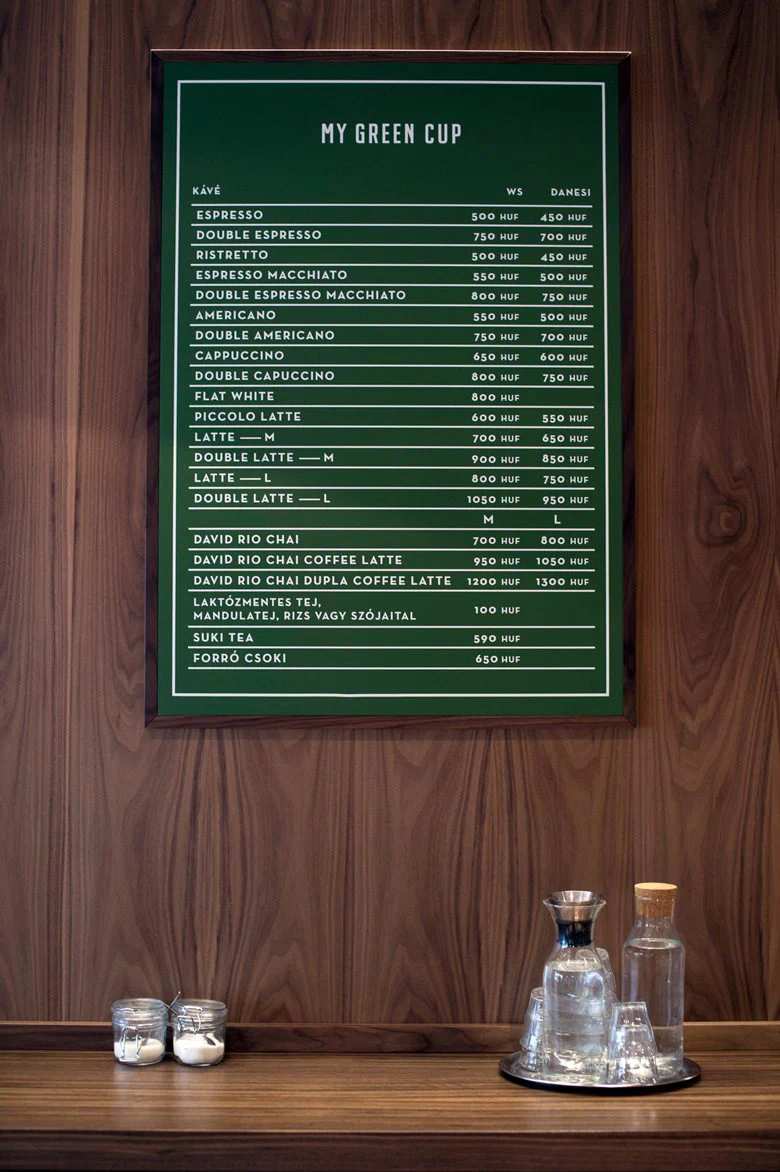 MY GREEN CUP
KÁVÉ WS DANESI
ESPRESSO 500 HUF 450 HUF
DOUBLE ESPRESSO 750 HUF 700 HUF
RISTRETTO 500 HUF 450 HUF
ESPRESSO MACCHIATO 550 HUF 500 HUF
DOUBLE ESPRESSO MACCHIATO 800 HUF 750 HUF
AMERICANO 550 HUF 500 HUF
DOUBLE AMERICANO 750 HUF 700 HUF
CAPPUCCINO 650 HUF 600 HUF
DOUBLE CAPUCCINO 800 HUF 750 HUF
FLAT WHITE 800 HUF
PICCOLO LATTE 600 HUF 550 HUF
LATTE — M 700 HUF 650 HUF
DOUBLE LATTE — M 900 HUF 850 HUF
LATTE — L 800 HUF 750 HUF
DOUBLE LATTE — L 1050 HUF 950 HUF
M L
DAVID RIO CHAI 700 HUF 800 HUF
DAVID RIO CHAI COFFEE LATTE 950 HUF 1050 HUF
DAVID RIO CHAI DUPLA COFFEE LATTE 1200 HUF 1300 HUF
LAKTÓZMENTES TEJ,
MANDULATEJ, RIZS VAGY SZÓJAITAL 100 HUF
SUKI TEA 590 HUF
FORRÓ CSOKI 650 HUF